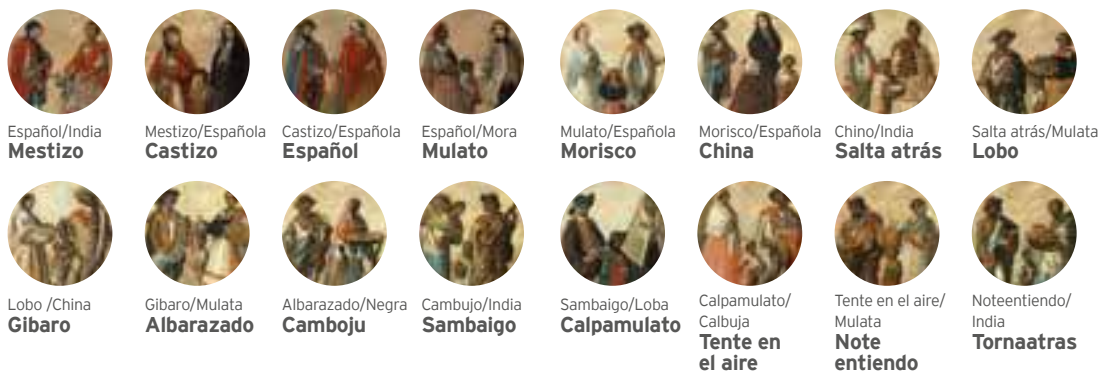 Español/India
Mestizo
Mestizo/Española
Castizo
Castizo/Española
Español
Español/Mora
Mulato
Mulato/Española
Morisco
Morisco/Española
China
Chino/India
Salta atrás
Salta atrás/Mulata
Lobo
Lobo /China
Gibaro
Gibaro/Mulata
Albarazado
Albarazado/Negra
Camboju
Cambujo/India
Sambaigo
Sambaigo/Loba
Calpamulato
Calpamulato/
Calbuja
Tente en
el aire
Tente en el aire/
Mulata
Note
entiendo
Noteentiendo/
India
Tornaatras